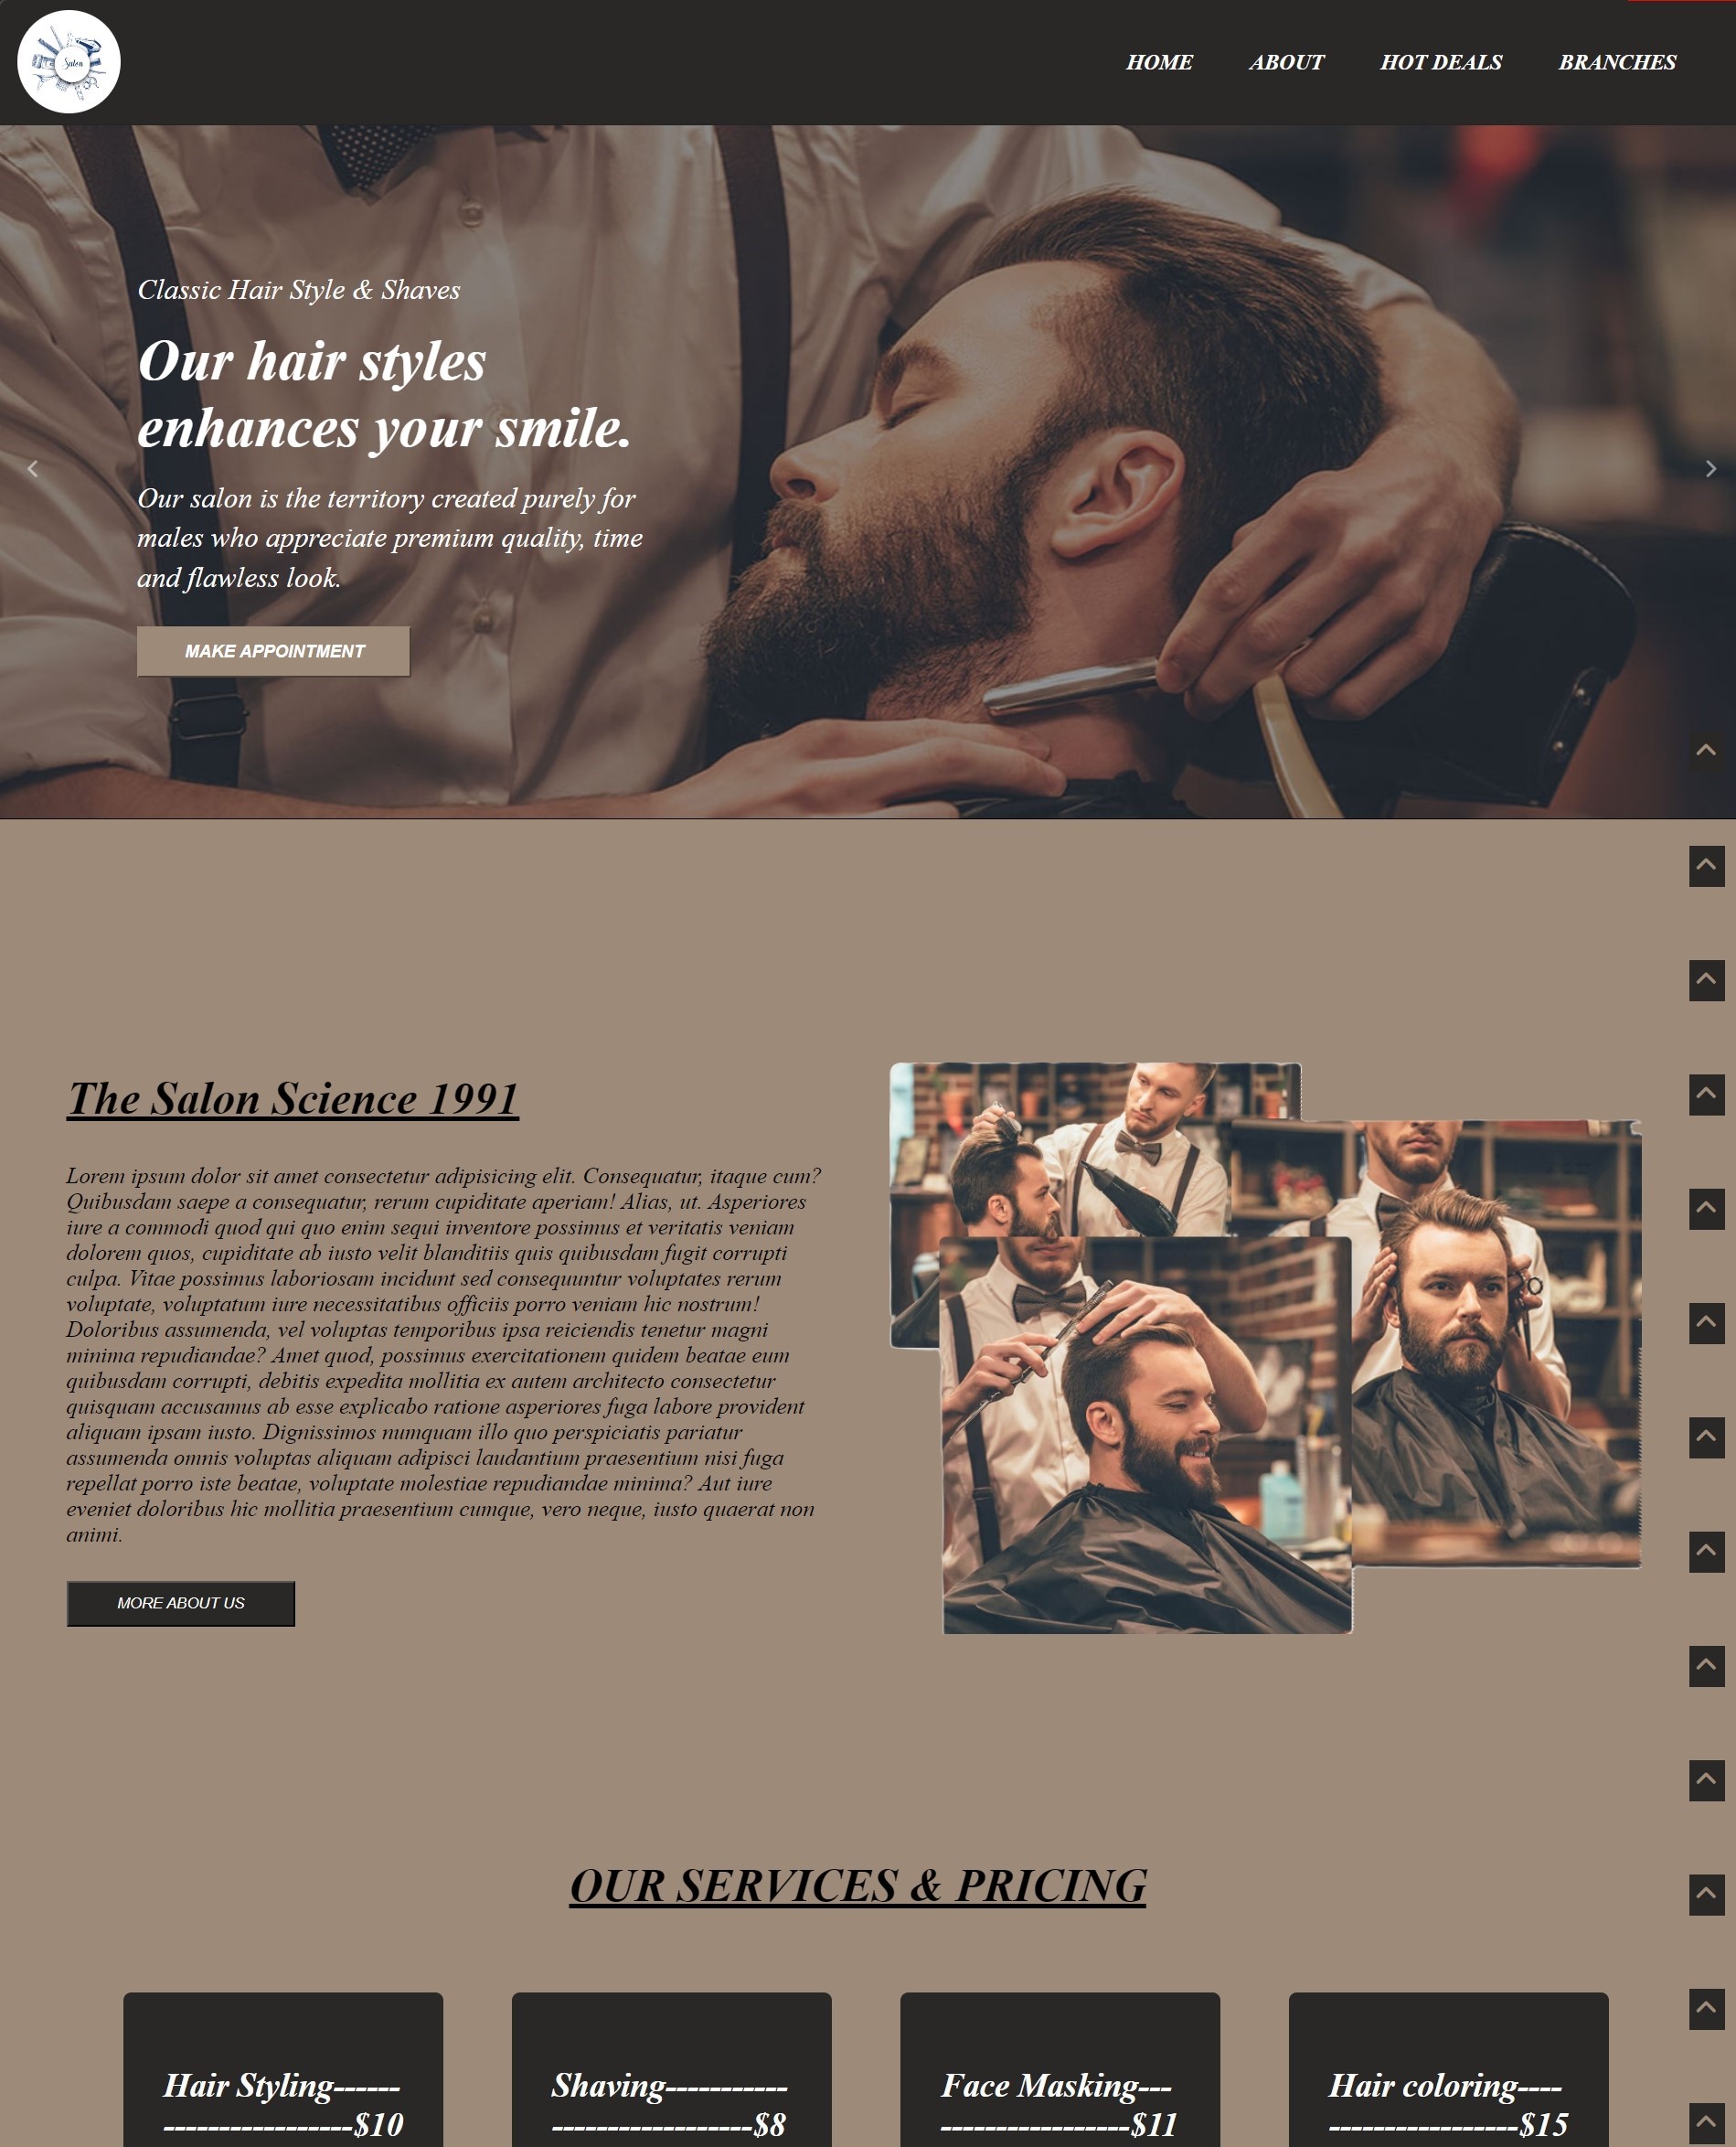 Salon
HOME ABOUT HOT DEALS BRANCHES
Classic Hair Style & Shaves
Our hair styles
enhances your smile.
Our salon is the territory created purely for
males who appreciate premium quality, time
and flawless look.
MAKE APPOINTMENT
The Salon Science 1991
Lorem ipsum dolor sit amet consectetur adipisicing elit. Consequatur, itaque cum?
Quibusdam saepe a consequatur, rerum cupiditate aperiam! Alias, ut. Asperiores
iure a commodi quod qui quo enim sequi inventore possimus et veritatis veniam
dolorem quos, cupiditate ab iusto velit blanditiis quis quibusdam fugit corrupti
culpa. Vitae possimus laboriosam incidunt sed consequuntur voluptates rerum
voluptate, voluptatum iure necessitatibus officiis porro veniam hic nostrum!
Doloribus assumenda, vel voluptas temporibus ipsa reiciendis tenetur magni
minima repudiandae? Amet quod, possimus exercitationem quidem beatae eum
quibusdam corrupti, debitis expedita mollitia ex autem architecto consectetur
quisquam accusamus ab esse explicabo ratione asperiores fuga labore provident
aliquam ipsam iusto. Dignissimos numquam illo quo perspiciatis pariatur
assumenda omnis voluptas aliquam adipisci laudantium praesentium nisi fuga
repellat porro iste beatae, voluptate molestiae repudiandae minima? Aut iure
eveniet doloribus hic mollitia praesentium cumque, vero neque, iusto quaerat non
animi.
MORE ABOUT US
OUR SERVICES & PRICING
Hair Styling------
-----------------$10
Shaving-----------
------------------$8
Face Masking---
-----------------$11
Hair coloring----
-----------------$15